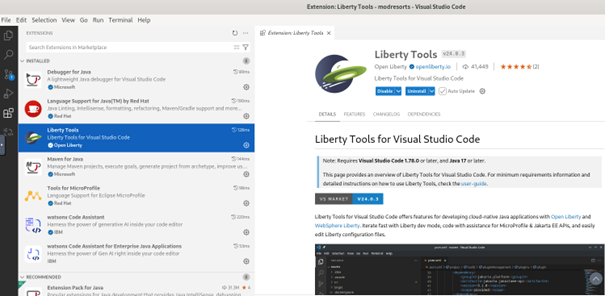 Extension: Liberty Tools - modresorts - Visual Studio Code
File Edit Selection View Go Run Terminal Help
EXTENSIONS
Search Extensions in Marketplace
INSTALLED
Debugger for Java
A lightweight Java debugger for Visual Studio Code
Microsoft
Language Support for Java(TM) by Red Hat
Java Linting, Intellisense, formatting, refactoring, Maven/Gradle support and more...
Red Hat
Liberty Tools
Liberty Tools for Visual Studio Code
Open Liberty
Maven for Java
Manage Maven projects, execute goals, generate project from archetype, improve us...
Microsoft
Tools for MicroProfile
Language Support for Eclipse MicroProfile
Red Hat
watsonx Code Assistant
Harness the power of generative AI inside your code editor
IBM
watsonx Code Assistant for Enterprise Java Applications
Harness the power of Gen AI right inside your code editor
IBM
RECOMMENDED
Extension Pack for Java
Extension: Liberty Tools
Liberty Tools v24.0.3
Open Liberty openliberty.io 41,449 (2)
Liberty Tools for Visual Studio Code
Disable Uninstall Auto Update
DETAILS FEATURES CHANGELOG DEPENDENCIES
Liberty Tools for Visual Studio Code
Note: Requires Visual Studio Code 1.78.0 or later, and Java 17 or later.
This page provides an overview of Liberty Tools for Visual Studio Code. For minimum requirements information and
detailed instructions on how to use Liberty Tools, check the user-guide.
VS MARKET V24.0.3
Liberty Tools for Visual Studio Code offers features for developing cloud-native Java applications with Open Liberty and
WebSphere Liberty. Iterate fast with Liberty dev mode, code with assistance for MicroProfile & Jakarta EE APIs, and easily
edit Liberty configuration files.